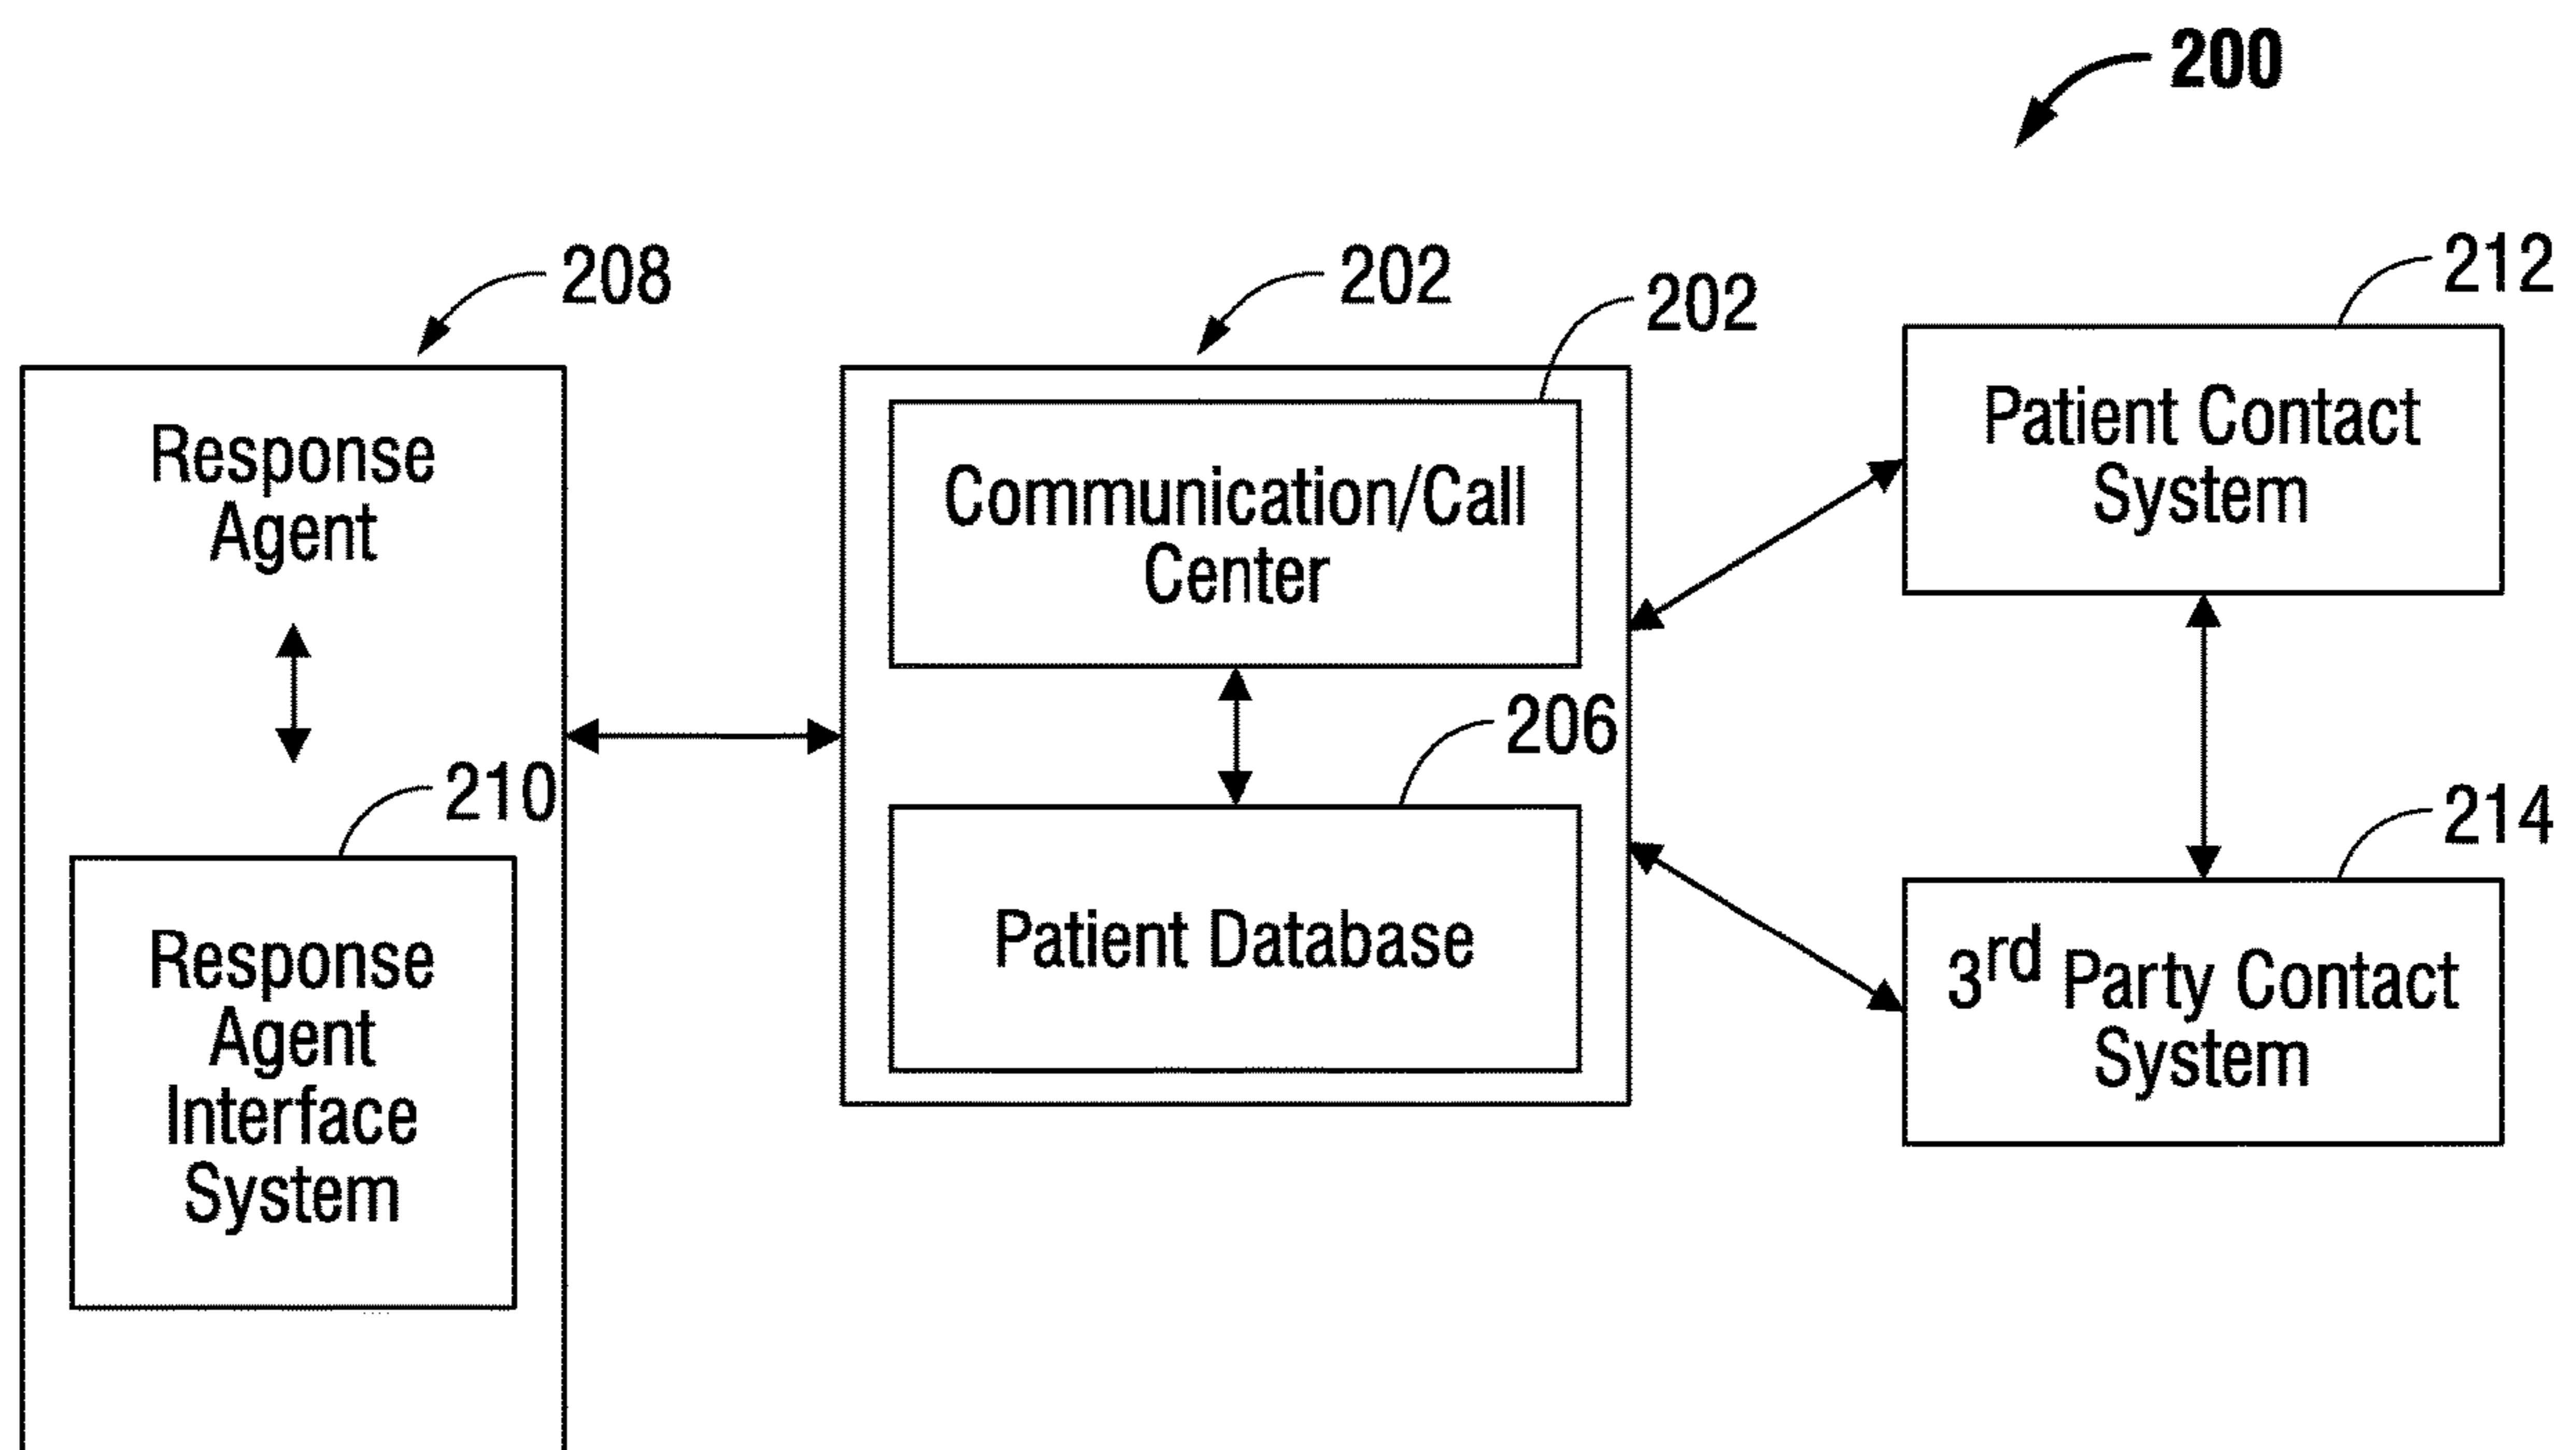 200
208
202
202
212
Response
Agent
Communication/Call
Center
Patient Contact
System
210
206
214
Response
Agent
Interface
System
Patient Database
3rd Party Contact
System